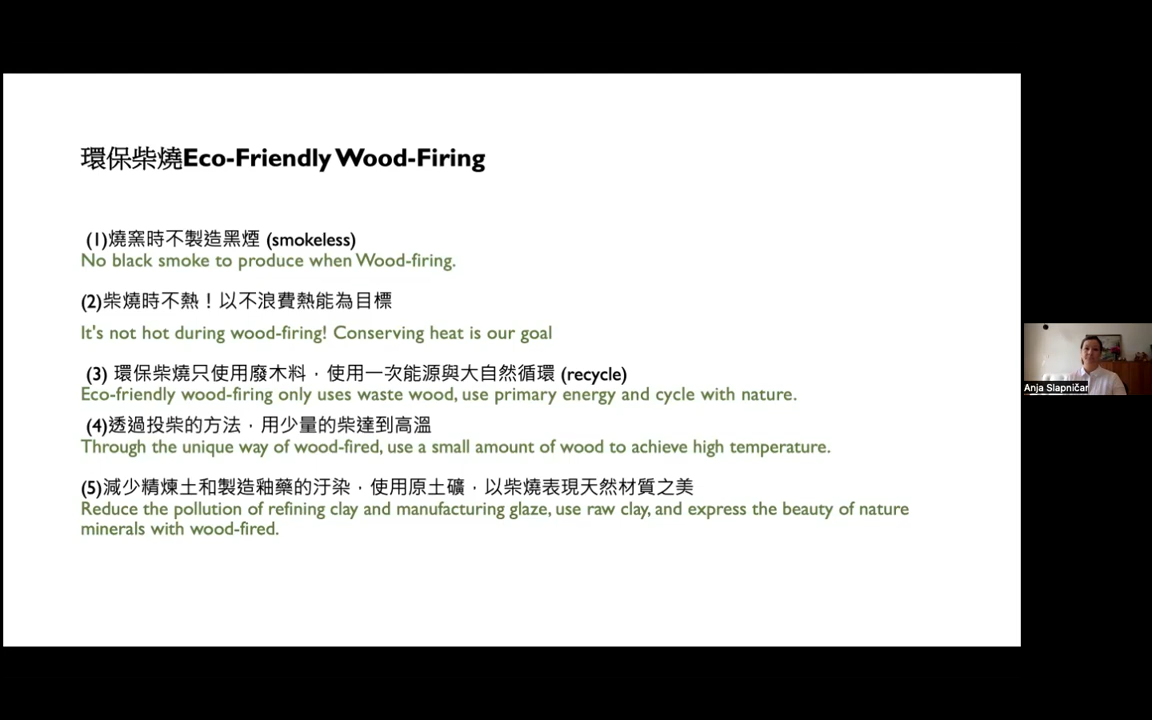 環保柴燒Eco-Friendly Wood-Firing
(1)燒窯時不製造黑煙 (smokeless)
No black smoke to produce when Wood-firing.
(2)柴燒時不熱！以不浪費熱能為目標
It's not hot during wood-firing! Conserving heat is our goal
(3) 環保柴燒只使用廢木料，使用一次能源與大自然循環 (recycle)
Eco-friendly wood-firing only uses waste wood, use primary energy and cycle with nature.
(4)透過投柴的方法，用少量的柴達到高溫
Through the unique way of wood-fired, use a small amount of wood to achieve high temperature.
(5)減少精煉土和製造釉藥的汙染，使用原土礦，以柴燒表現天然材質之美
Reduce the pollution of refining clay and manufacturing glaze, use raw clay, and express the beauty of nature
minerals with wood-fired.
Anja Slapničar